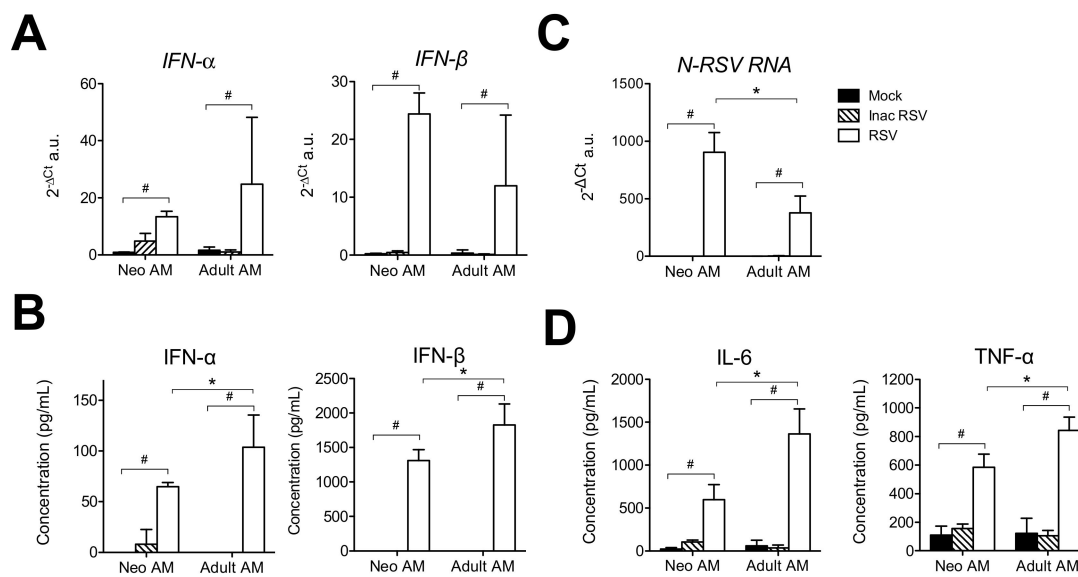 A
IFN-α
2-ΔCt a.u.
60
40
20
0
#
#
Neo AM
Adult AM
IFN-β
2-ΔCt a.u.
30
20
10
0
#
#
Neo AM
Adult AM
C
N-RSV RNA
2-ΔCt a.u.
1500
1000
500
0
#
*
#
Neo AM
Adult AM
Mock
Inac RSV
RSV
B
IFN-α
Concentration (pg/mL)
150
100
50
0
#
*
#
Neo AM
Adult AM
IFN-β
Concentration (pg/mL)
2500
2000
1500
1000
500
0
#
*
#
Neo AM
Adult AM
D
IL-6
Concentration (pg/mL)
2000
1500
1000
500
0
#
*
#
Neo AM
Adult AM
TNF-α
Concentration (pg/mL)
1200
1000
800
600
400
200
0
#
*
#
Neo AM
Adult AM